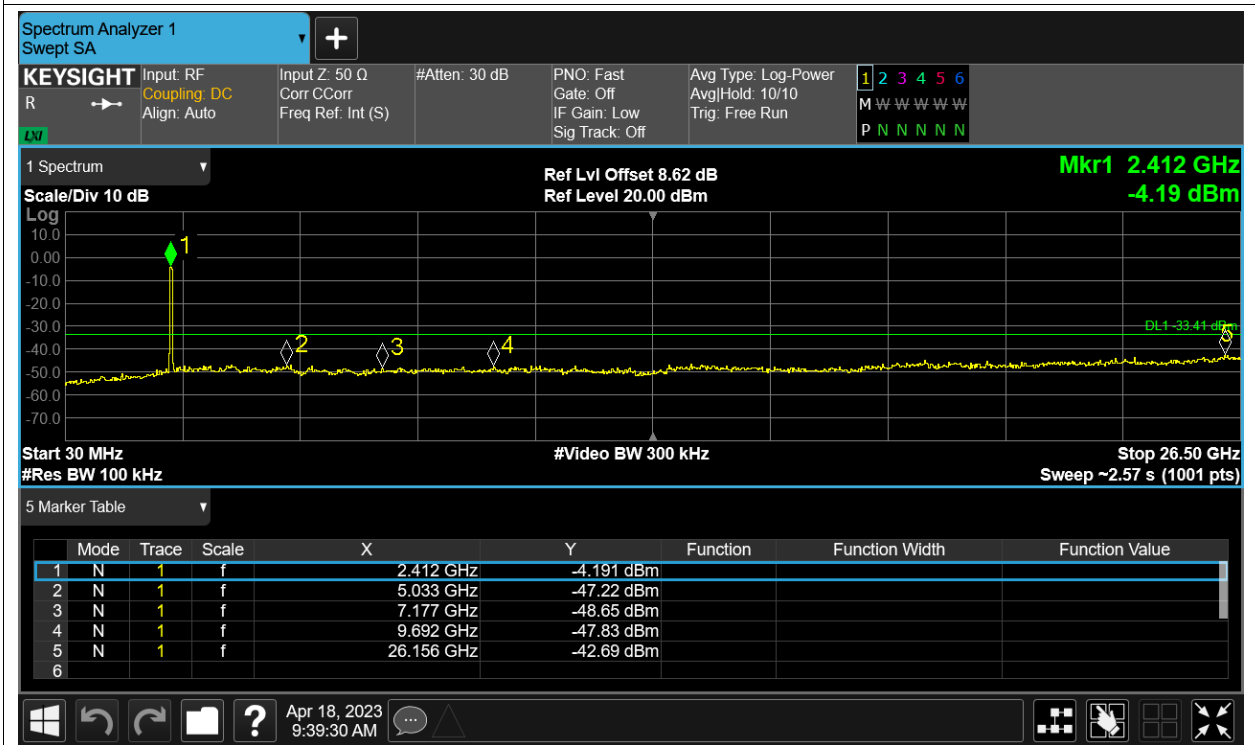 Spectrum Analyzer 1
Swept SA
+
KEYSIGHT Input: RF Input Z: 50 Ω #Atten: 30 dB PNO: Fast Avg Type: Log-Power 1 2 3 4 5 6
R Coupling: DC Corr CCorr Gate: Off Avg|Hold: 10/10 M W W W W W
Align: Auto Freq Ref: Int (S) IF Gain: Low Trig: Free Run
LXI Sig Track: Off P N N N N N
1 Spectrum Ref Lvl Offset 8.62 dB Mkr1 2.412 GHz
Scale/Div 10 dB Ref Level 20.00 dBm -4.19 dBm
Log
10.0
1
0.00
-10.0
-20.0
-30.0 DL1 -33.41 dBm
-40.0 2 3 4 5
-50.0
-60.0
-70.0
Start 30 MHz #Video BW 300 kHz Stop 26.50 GHz
#Res BW 100 kHz Sweep ~2.57 s (1001 pts)
5 Marker Table
Mode Trace Scale X Y Function Function Width Function Value
1 N 1 f 2.412 GHz -4.191 dBm
2 N 1 f 5.033 GHz -47.22 dBm
3 N 1 f 7.177 GHz -48.65 dBm
4 N 1 f 9.692 GHz -47.83 dBm
5 N 1 f 26.156 GHz -42.69 dBm
6
? Apr 18, 2023
9:39:30 AM